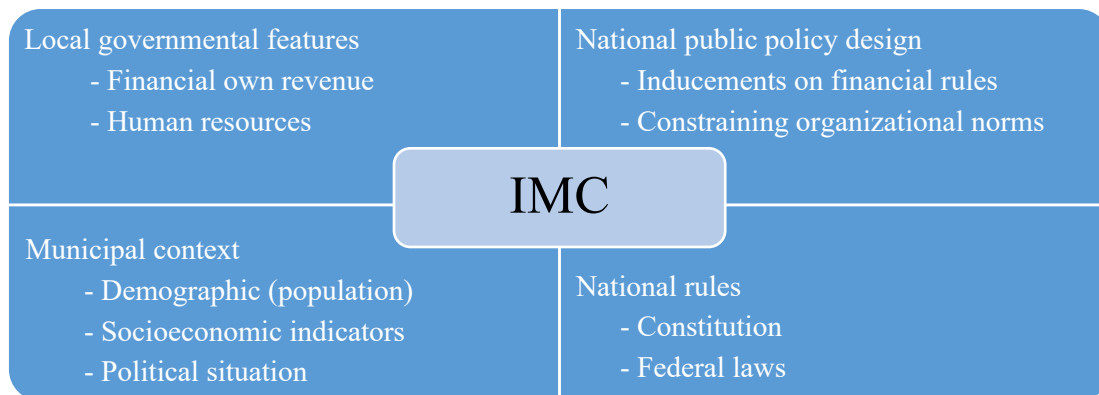 Local governmental features
- Financial own revenue
- Human resources
National public policy design
- Inducements on financial rules
- Constraining organizational norms
IMC
Municipal context
- Demographic (population)
- Socioeconomic indicators
- Political situation
National rules
- Constitution
- Federal laws